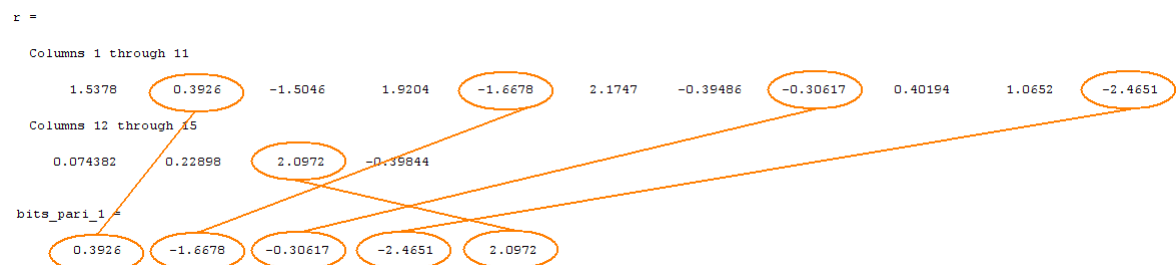 r =
Columns 1 through 11
1.5378 0.3926 -1.5046 1.9204 -1.6678 2.1747 -0.39486 -0.30617 0.40194 1.0652 -2.4651
Columns 12 through 15
0.074382 0.22898 2.0972 -0.39844
bits_pari_1 =
0.3926 -1.6678 -0.30617 -2.4651 2.0972